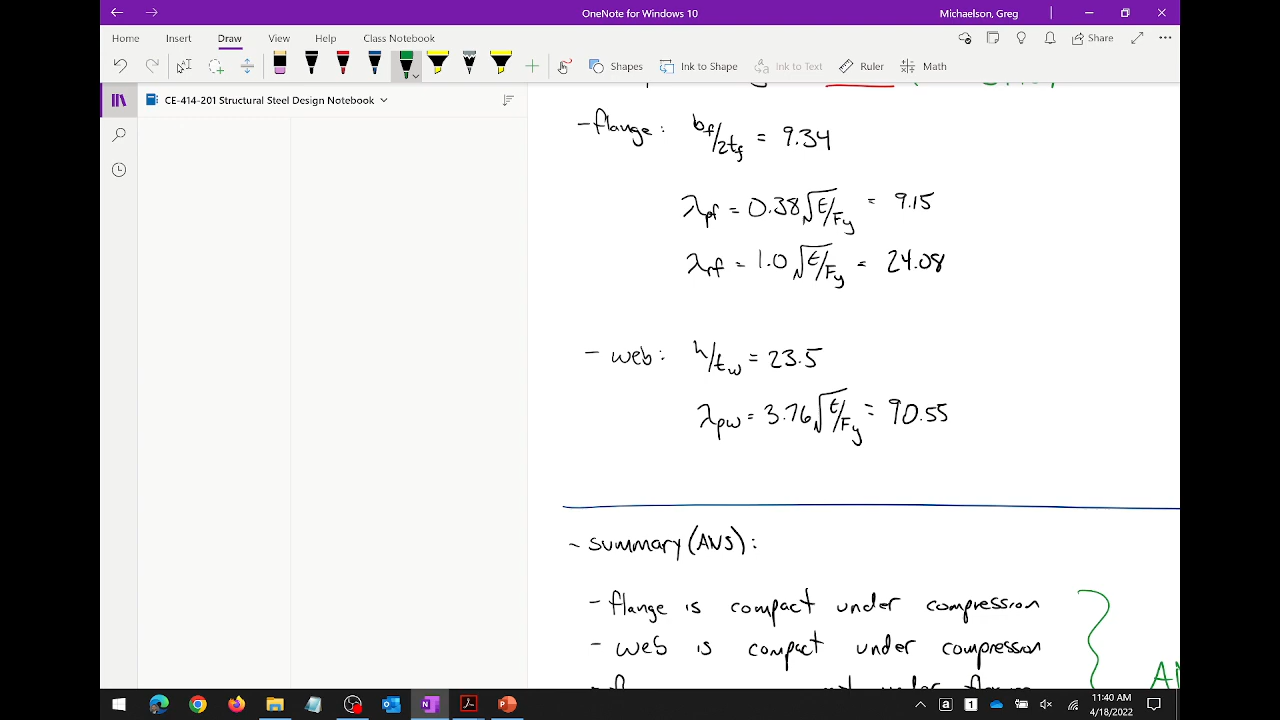 OneNote for Windows 10
Michaelson, Greg
Home Insert Draw View Help Class Notebook
Share
Shapes Ink to Shape Ink to Text Ruler Math
CE-414-201 Structural Steel Design Notebook
- flange: bf/2tf = 9.34
λpf = 0.38√E/Fy = 9.15
λrf = 1.0√E/Fy = 24.08
- web: h/tw = 23.5
λpw = 3.76√E/Fy = 90.55
- summary (ANS):
- flange is compact under compression
- web is compact under compression
11:40 AM
4/18/2022